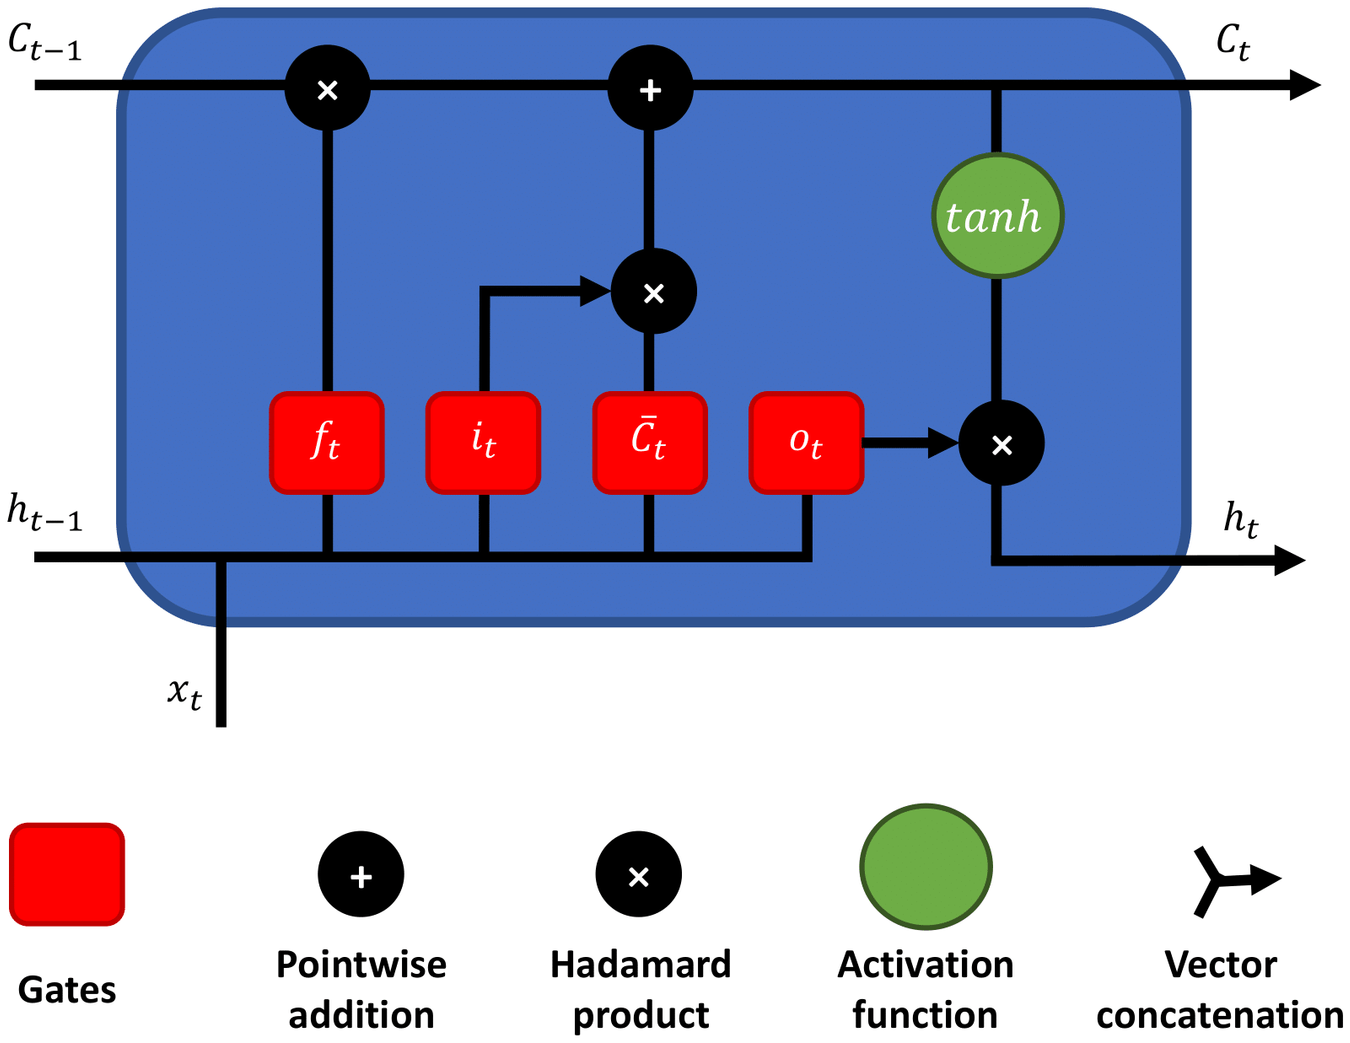 C_{t-1}
C_t
×
+
tanh
×
f_t
i_t
C̄_t
o_t
×
h_{t-1}
h_t
x_t
+
×
Gates
Pointwise
addition
Hadamard
product
Activation
function
Vector
concatenation